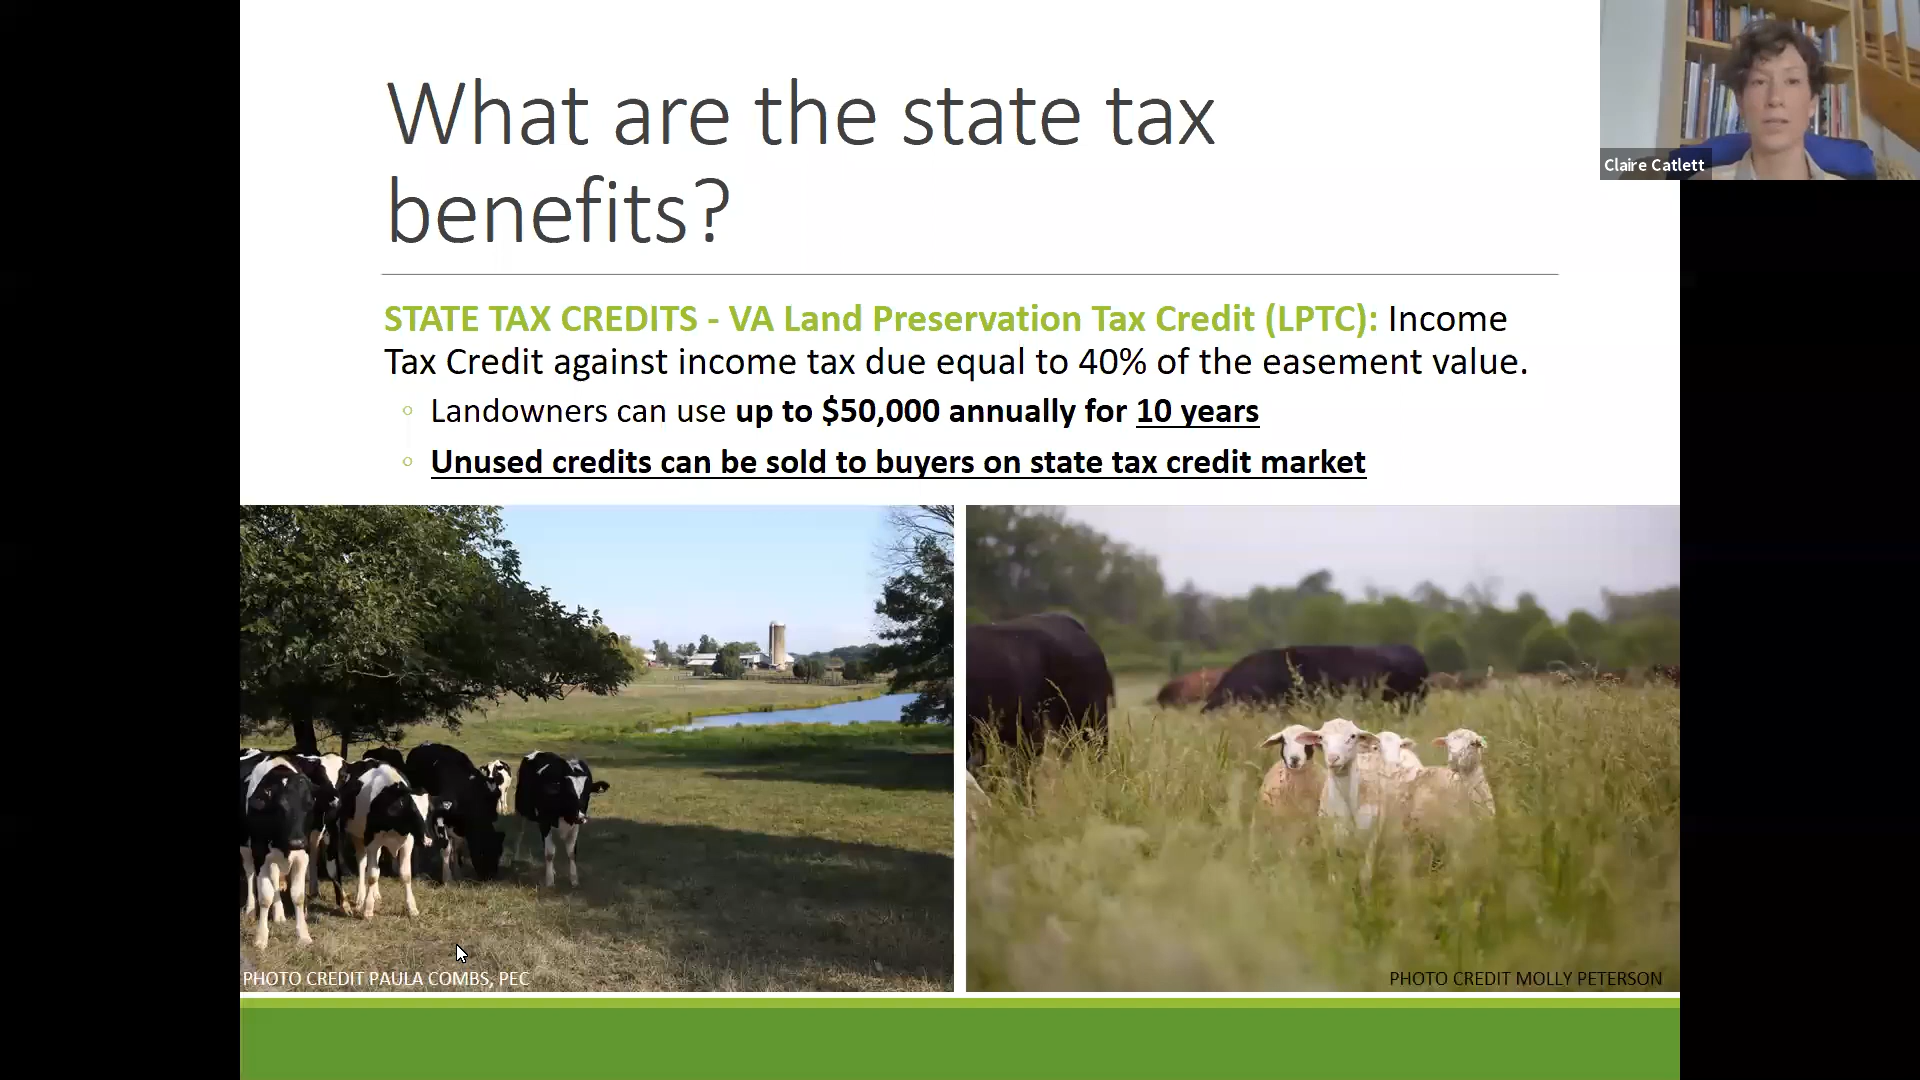 What are the state tax
benefits?
Claire Catlett
STATE TAX CREDITS - VA Land Preservation Tax Credit (LPTC): Income
Tax Credit against income tax due equal to 40% of the easement value.
Landowners can use up to $50,000 annually for 10 years
Unused credits can be sold to buyers on state tax credit market
PHOTO CREDIT PAULA COMBS, PEC
PHOTO CREDIT MOLLY PETERSON